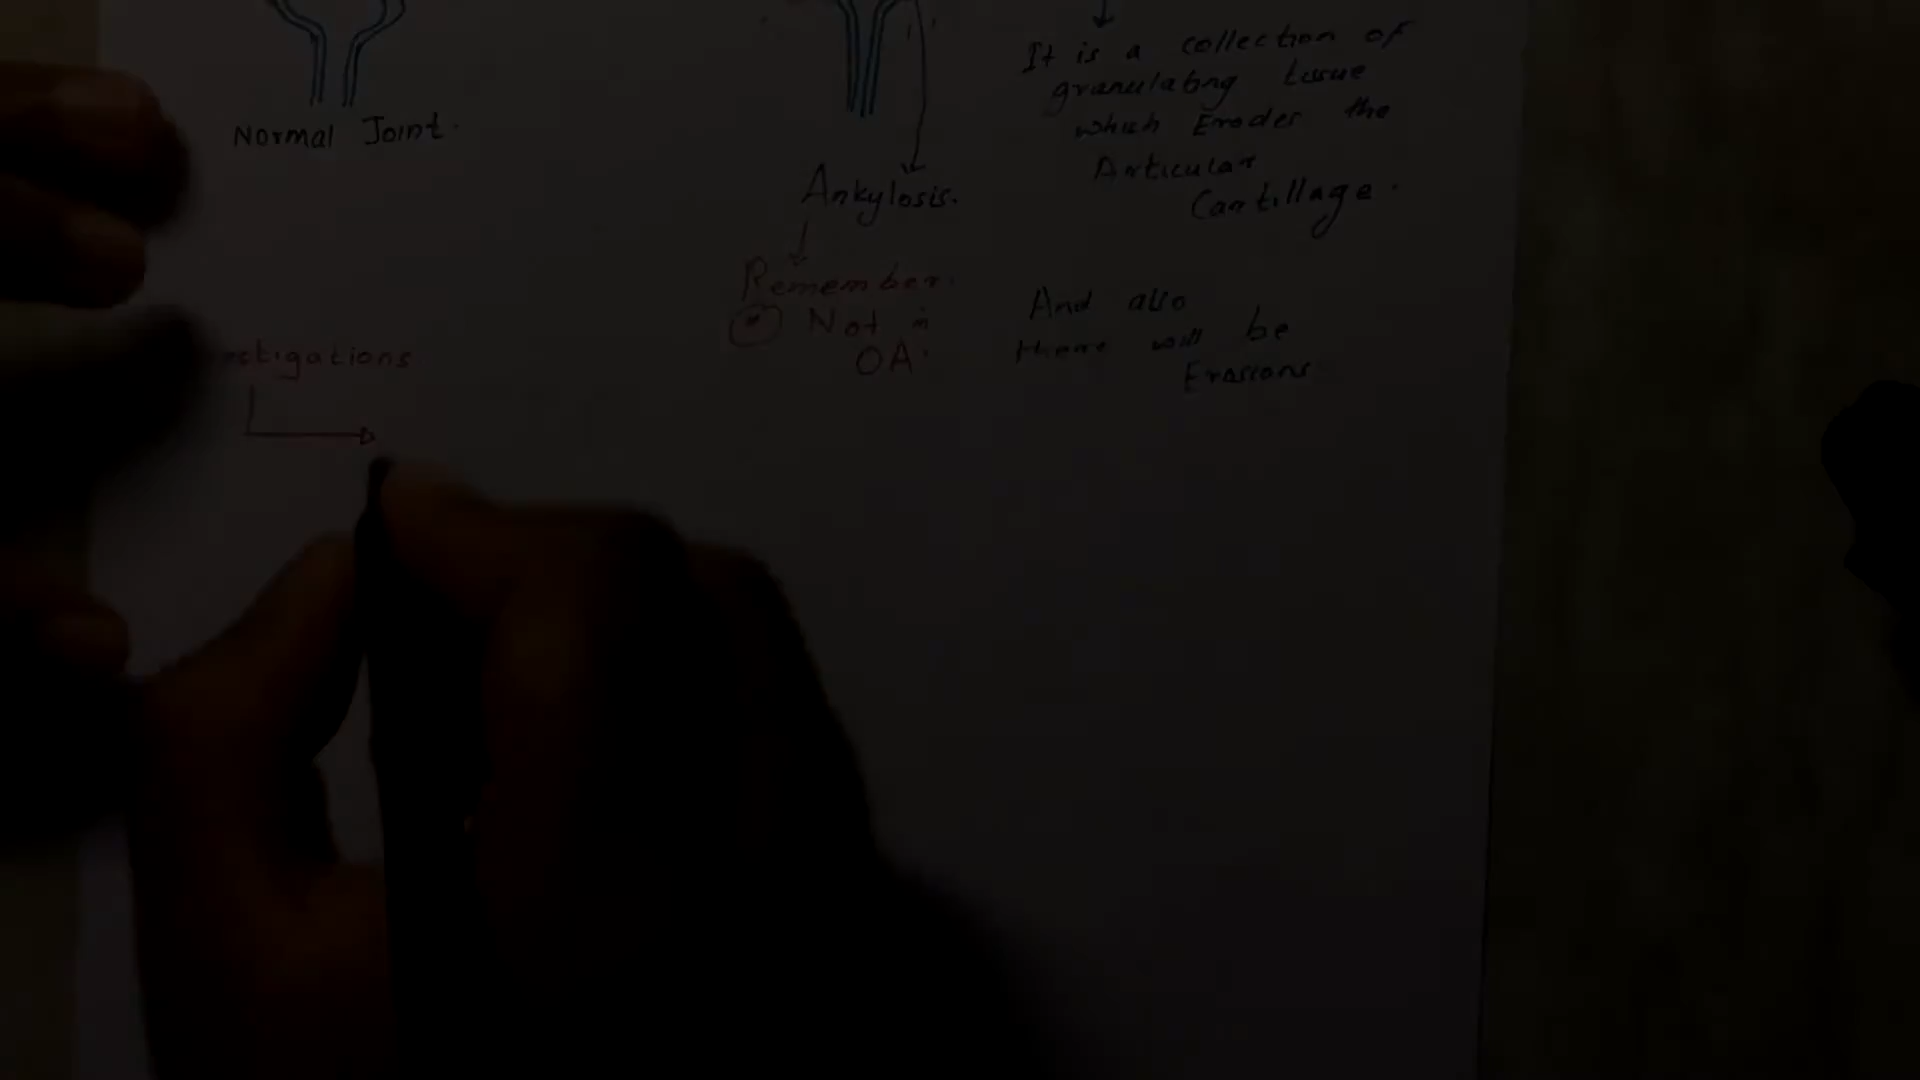 Normal Joint.
Ankylosis.
Remember.
* Not in
OA.
It is a collection of
granulating tissue
which Erodes the
Articular
Cartillage.
And also
there will be
Erosions